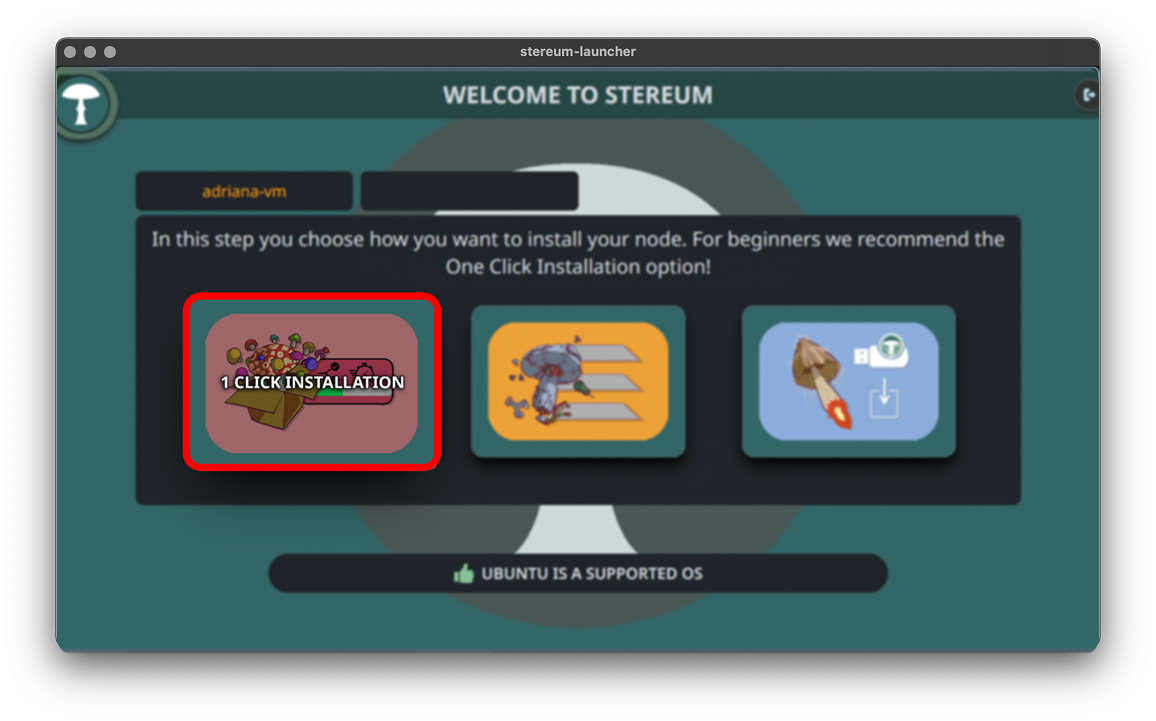 stereum-launcher
WELCOME TO STEREUM
adriana-vm
In this step you choose how you want to install your node. For beginners we recommend the
One Click Installation option!
1 CLICK INSTALLATION
UBUNTU IS A SUPPORTED OS